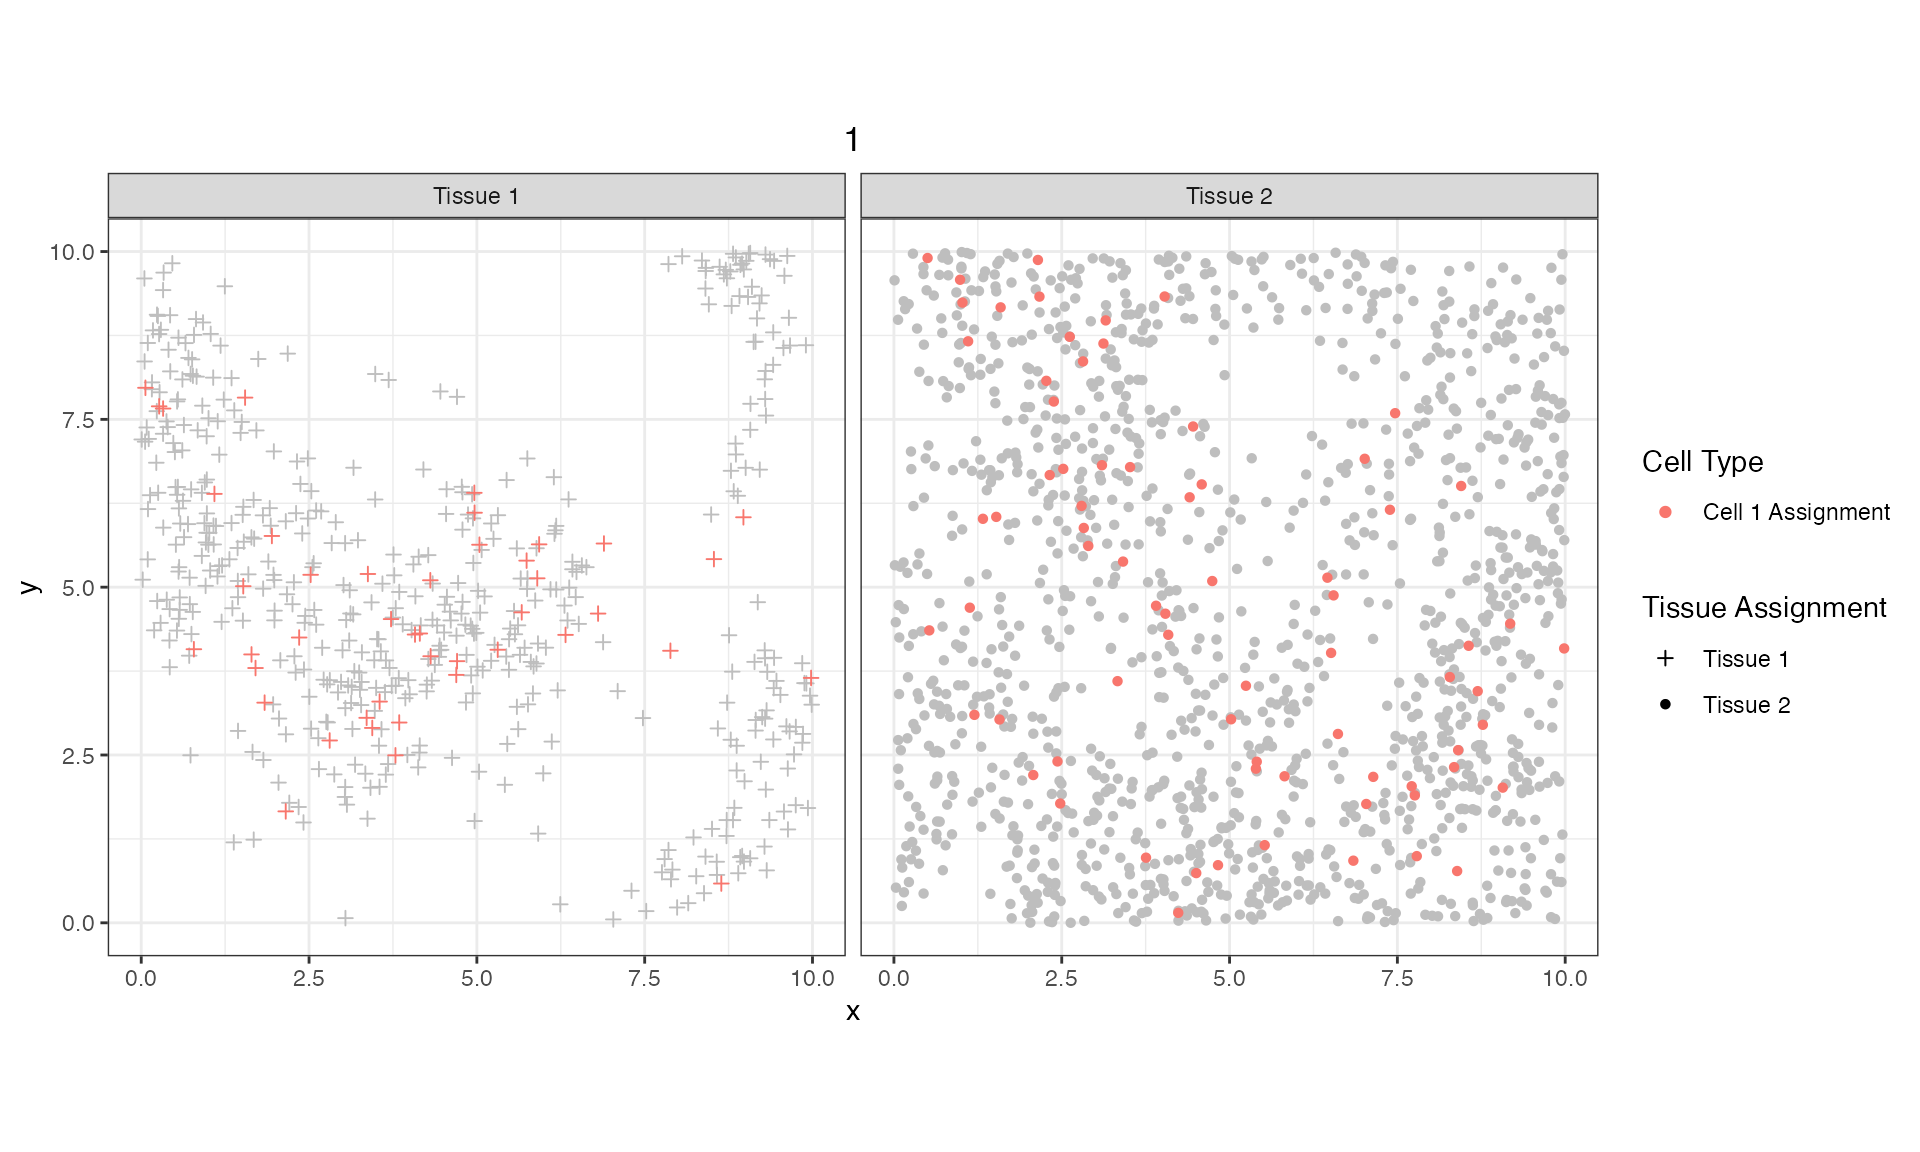 1
Tissue 1
Tissue 2
10.0
7.5
5.0
2.5
0.0
y
0.0 2.5 5.0 7.5 10.0
0.0 2.5 5.0 7.5 10.0
x
Cell Type
Cell 1 Assignment
Tissue Assignment
Tissue 1
Tissue 2